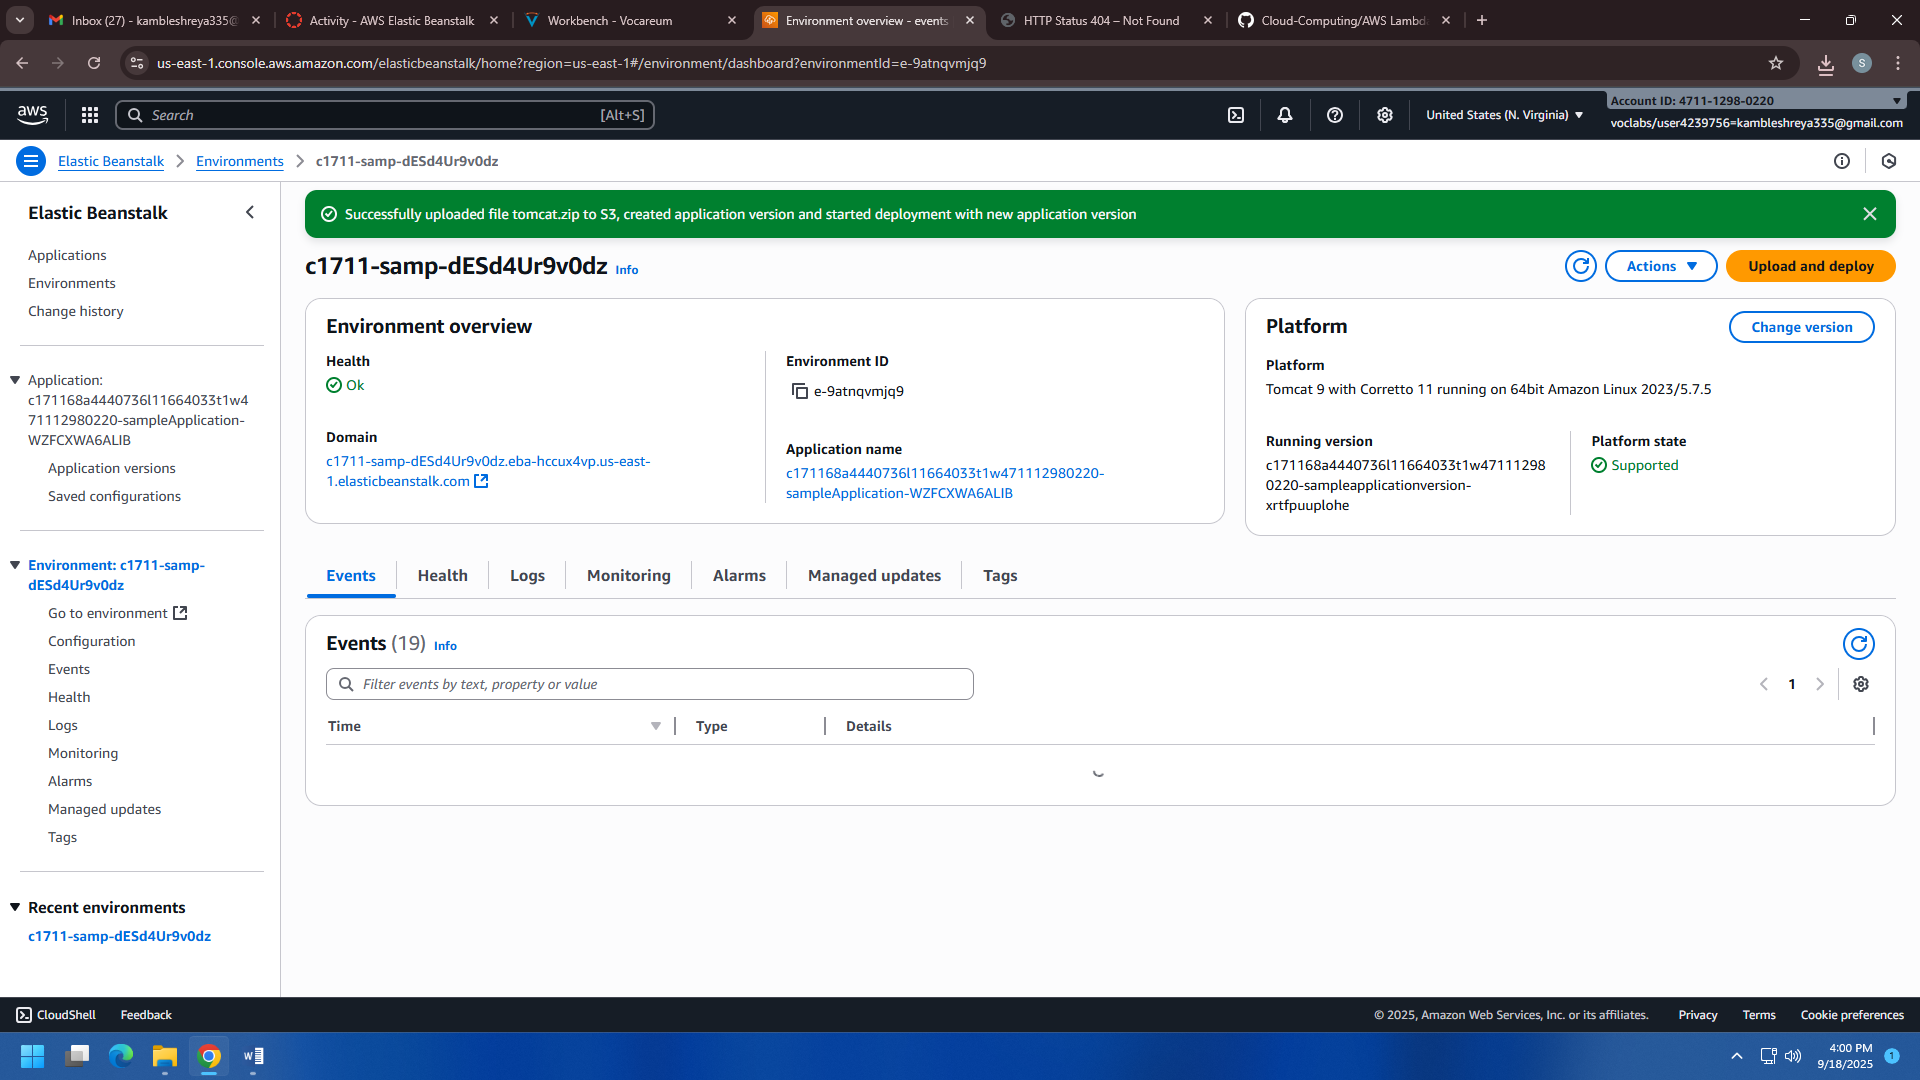 Inbox (27) - kambleshreya335@
Activity - AWS Elastic Beanstalk
Workbench - Vocareum
Environment overview - events
HTTP Status 404 – Not Found
Cloud-Computing/AWS Lambd
us-east-1.console.aws.amazon.com/elasticbeanstalk/home?region=us-east-1#/environment/dashboard?environmentId=e-9atnqvmjq9
S
aws
Search
[Alt+S]
United States (N. Virginia)
Account ID: 4711-1298-0220
voclabs/user4239756=kambleshreya335@gmail.com
Elastic Beanstalk
Environments
c1711-samp-dESd4Ur9v0dz
Elastic Beanstalk
Applications
Environments
Change history
Application:
c171168a4440736l11664033t1w4
71112980220-sampleApplication-
WZFCXWA6ALIB
Application versions
Saved configurations
Environment: c1711-samp-
dESd4Ur9v0dz
Go to environment
Configuration
Events
Health
Logs
Monitoring
Alarms
Managed updates
Tags
Recent environments
c1711-samp-dESd4Ur9v0dz
Successfully uploaded file tomcat.zip to S3, created application version and started deployment with new application version
c1711-samp-dESd4Ur9v0dz Info
Actions
Upload and deploy
Environment overview
Health
Ok
Domain
c1711-samp-dESd4Ur9v0dz.eba-hccux4vp.us-east-
1.elasticbeanstalk.com
Environment ID
e-9atnqvmjq9
Application name
c171168a4440736l11664033t1w471112980220-
sampleApplication-WZFCXWA6ALIB
Platform
Change version
Platform
Tomcat 9 with Corretto 11 running on 64bit Amazon Linux 2023/5.7.5
Running version
c171168a4440736l11664033t1w47111298
0220-sampleapplicationversion-
xrtfpuuplohe
Platform state
Supported
Events
Health
Logs
Monitoring
Alarms
Managed updates
Tags
Events (19) Info
Filter events by text, property or value
1
Time
Type
Details
CloudShell
Feedback
© 2025, Amazon Web Services, Inc. or its affiliates.
Privacy
Terms
Cookie preferences
4:00 PM
9/18/2025
1